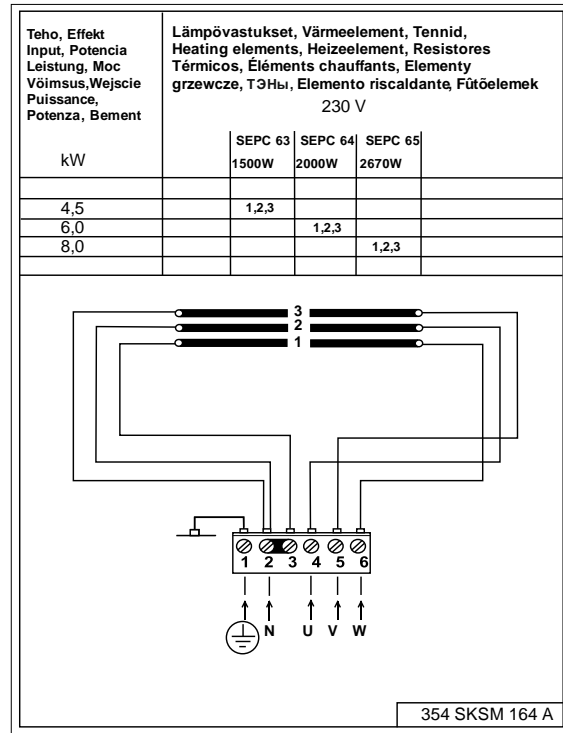 Teho, Effekt
Input, Potencia
Leistung, Moc
Vöimsus,Wejscie
Puissance,
Potenza, Bement
kW
Lämpövastukset, Värmeelement, Tennid,
Heating elements, Heizeelement, Resistores
Térmicos, Éléments chauffants, Elementy
grzewcze, ТЭНы, Elemento riscaldante, Fûtõelemek
230 V
SEPC 63 SEPC 64 SEPC 65
1500W 2000W 2670W
4,5 1,2,3
6,0 1,2,3
8,0 1,2,3
3
2
1
1 2 3 4 5 6
N U V W
354 SKSM 164 A